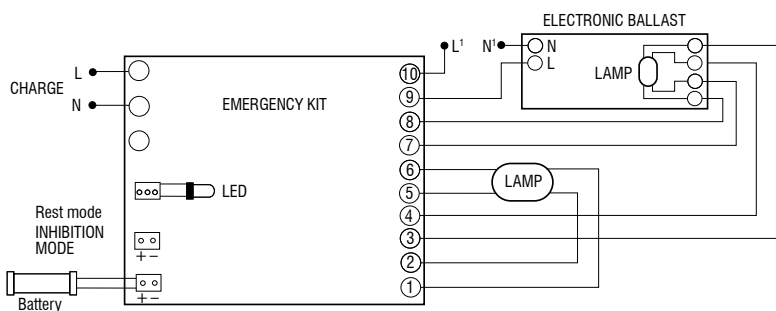 ELECTRONIC BALLAST
L¹
N¹
N
L
LAMP
CHARGE
L
N
EMERGENCY KIT
10
9
8
7
6
5
4
3
2
1
LAMP
LED
Rest mode
INHIBITION
MODE
+ -
+ -
Battery